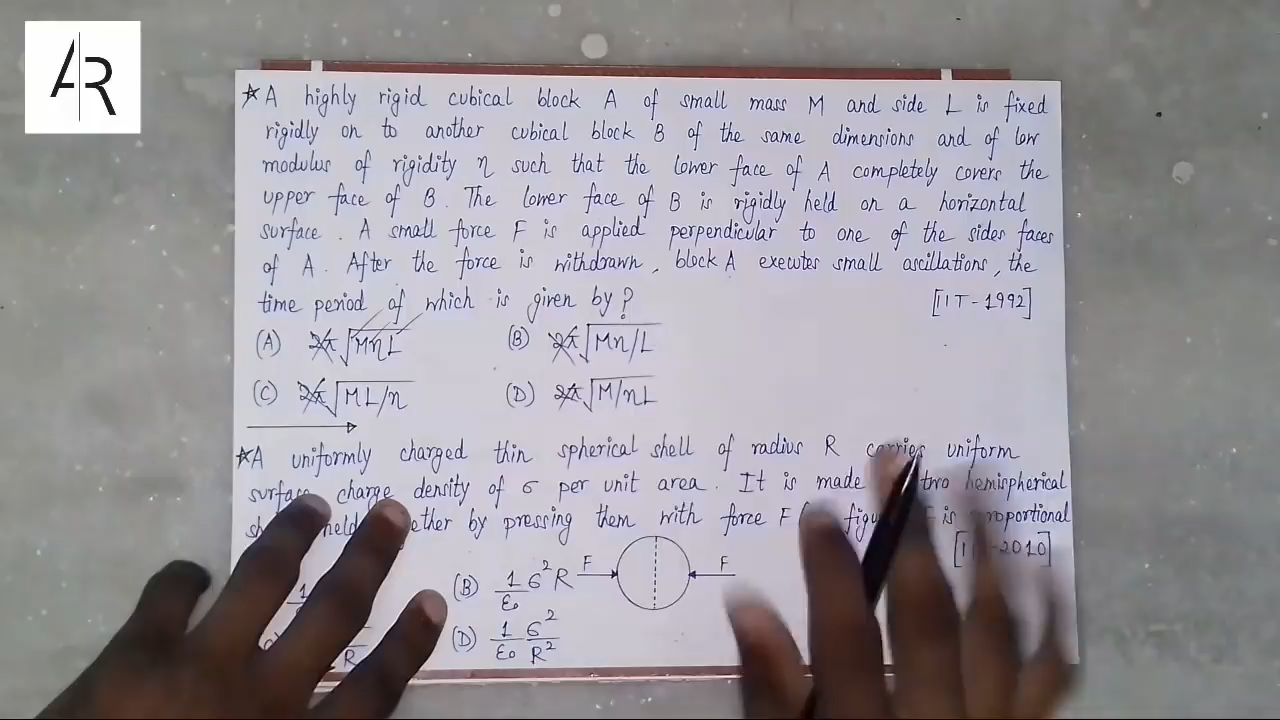 AR
☆A highly rigid cubical block A of small mass M and side L is fixed
rigidly on to another cubical block B of the same dimensions and of low
modulus of rigidity η such that the lower face of A completely covers the
upper face of B. The lower face of B is rigidly held on a horizontal
surface. A small force F is applied perpendicular to one of the sides faces
of A. After the force is withdrawn, block A executes small ascillations, the
time period of which is given by?
[IIT-1992]
(A) 2π√MηL (B) 2π√Mη/L
(C) 2π√ML/η (D) 2π√M/ηL
☆A uniformly charged thin spherical shell of radius R carries uniform
surface charge density of σ per unit area. It is made two hemispherical
held by pressing them with force F is
2010]
(B) 1/ε₀ σ²R F F
(D) 1/ε₀ σ²/R²
R